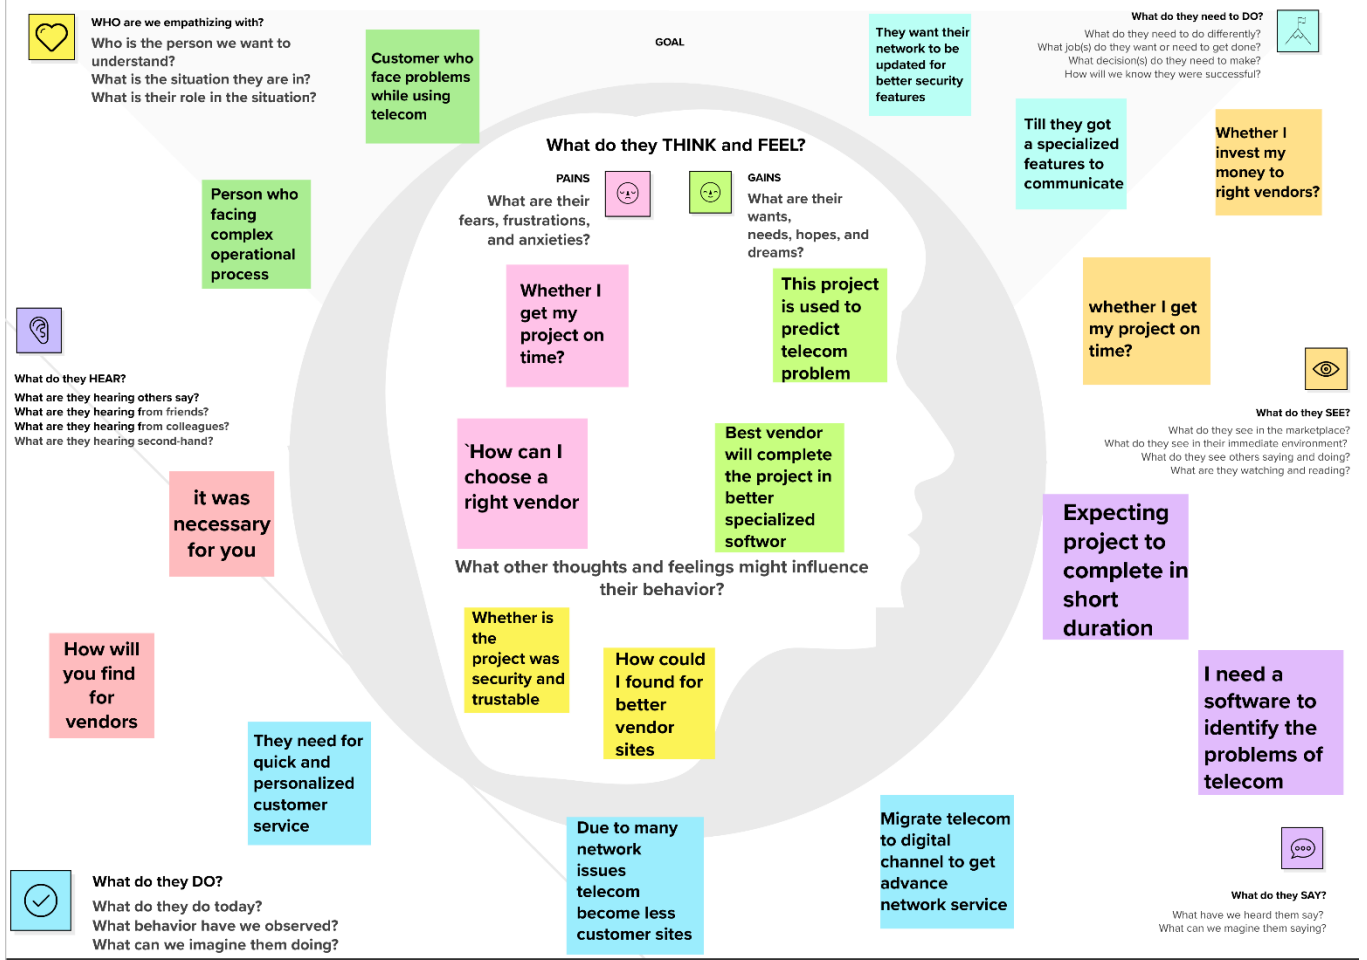 WHO are we empathizing with?
Who is the person we want to
understand?
What is the situation they are in?
What is their role in the situation?
Customer who
face problems
while using
telecom
Person who
facing
complex
operational
process
GOAL
They want their
network to be
updated for
better security
features
What do they need to DO?
What do they need to do differently?
What job(s) do they want or need to get done?
What decision(s) do they need to make?
How will we know they were successful?
Till they got
a specialized
features to
communicate
Whether I
invest my
money to
right vendors?
whether I get
my project on
time?
What do they SEE?
What do they see in the marketplace?
What do they see in their immediate environment?
What do they see others saying and doing?
What are they watching and reading?
What do they THINK and FEEL?
PAINS
What are their
fears, frustrations,
and anxieties?
GAINS
What are their
wants,
needs, hopes, and
dreams?
Whether I
get my
project on
time?
This project
is used to
predict
telecom
problem
`How can I
choose a
right vendor
Best vendor
will complete
the project in
better
specialized
softwor
What other thoughts and feelings might influence
their behavior?
Whether is
the
project was
security and
trustable
How could
I found for
better
vendor
sites
What do they HEAR?
What are they hearing others say?
What are they hearing from friends?
What are they hearing from colleagues?
What are they hearing second-hand?
it was
necessary
for you
How will
you find
for
vendors
They need for
quick and
personalized
customer
service
Due to many
network
issues
telecom
become less
customer sites
Migrate telecom
to digital
channel to get
advance
network service
What do they DO?
What do they do today?
What behavior have we observed?
What can we imagine them doing?
Expecting
project to
complete in
short
duration
I need a
software to
identify the
problems of
telecom
What do they SAY?
What have we heard them say?
What can we magine them saying?